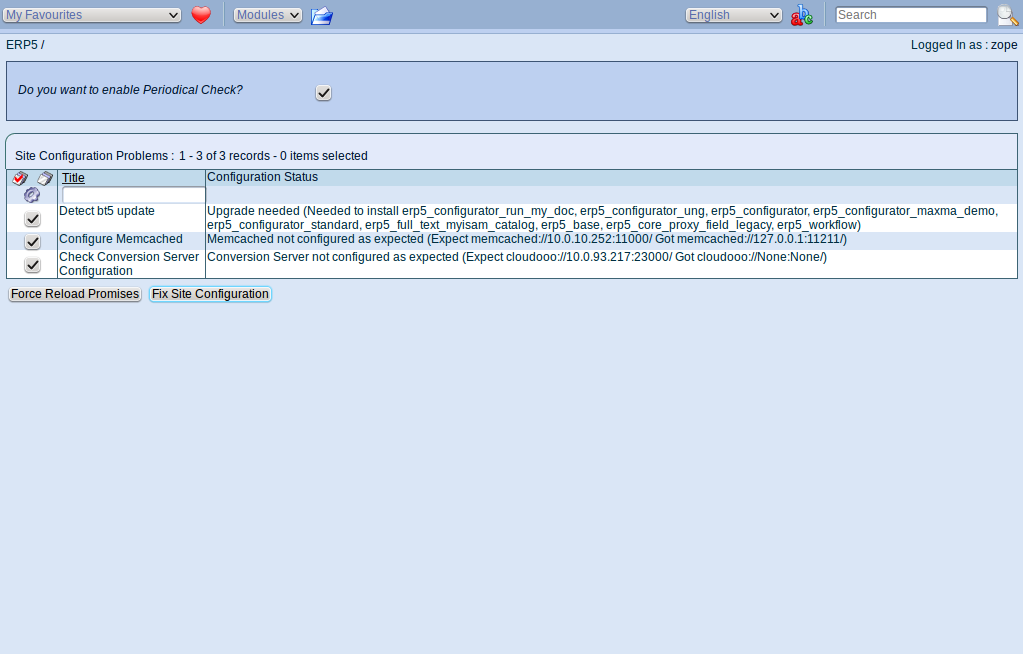 My Favourites Modules English Search
ERP5 / Logged In as : zope
Do you want to enable Periodical Check?
Site Configuration Problems : 1 - 3 of 3 records - 0 items selected
Title Configuration Status
Detect bt5 update Upgrade needed (Needed to install erp5_configurator_run_my_doc, erp5_configurator_ung, erp5_configurator, erp5_configurator_maxma_demo,
erp5_configurator_standard, erp5_full_text_myisam_catalog, erp5_base, erp5_core_proxy_field_legacy, erp5_workflow)
Configure Memcached Memcached not configured as expected (Expect memcached://10.0.10.252:11000/ Got memcached://127.0.0.1:11211/)
Check Conversion Server Conversion Server not configured as expected (Expect cloudooo://10.0.93.217:23000/ Got cloudooo://None:None/)
Configuration
Force Reload Promises Fix Site Configuration